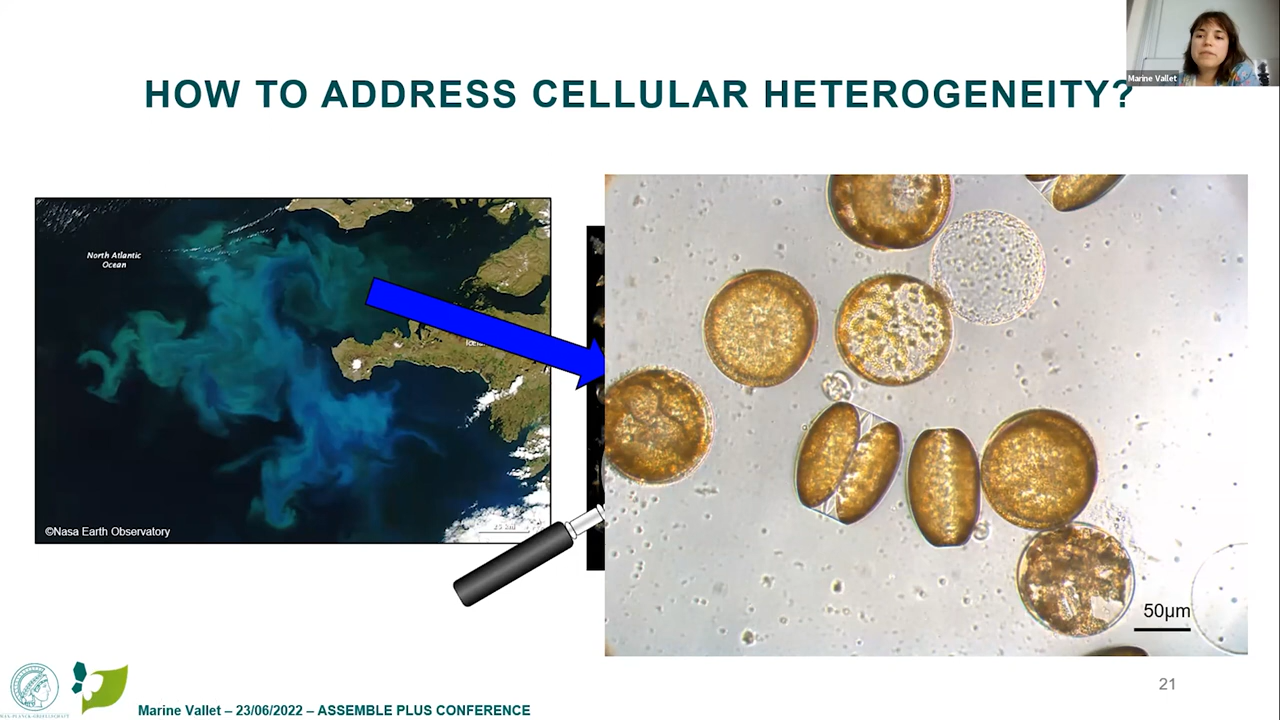 Marine Vallet
HOW TO ADDRESS CELLULAR HETEROGENEITY?
North Atlantic
Ocean
©Nasa Earth Observatory
50µm
21
Marine Vallet – 23/06/2022 – ASSEMBLE PLUS CONFERENCE